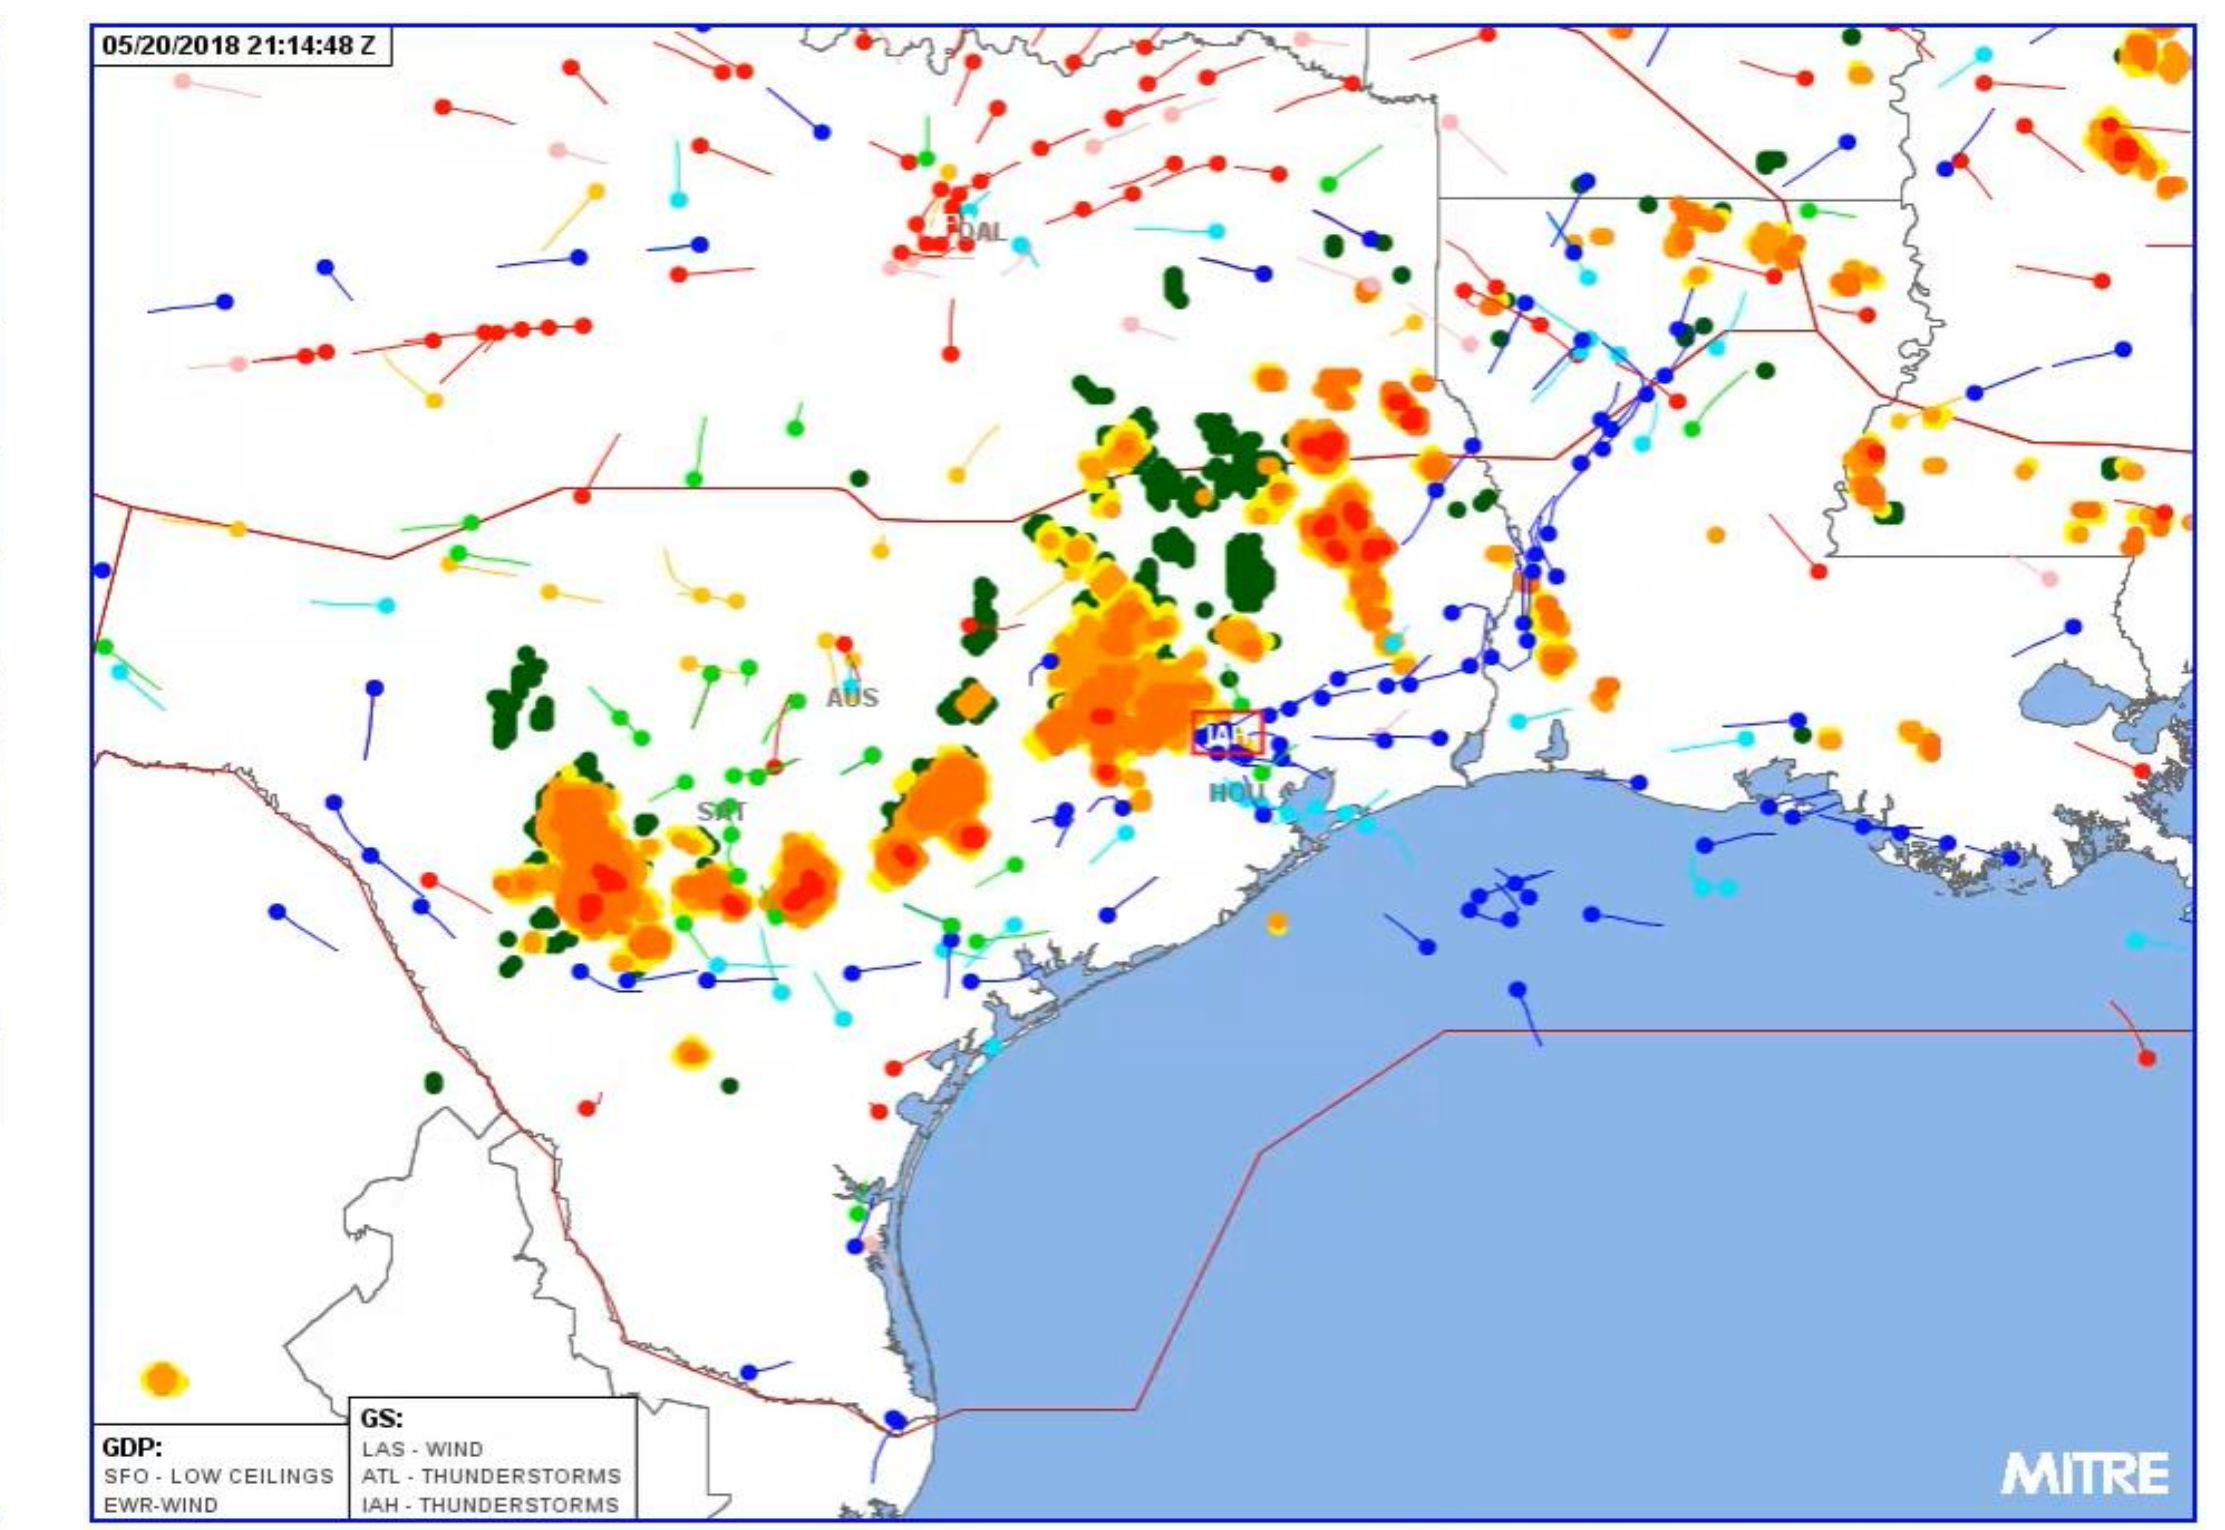 05/20/2018 21:14:48 Z
DAL
AUS
IAH
HOU
SAT
GDP:
SFO - LOW CEILINGS
EWR-WIND
GS:
LAS - WIND
ATL - THUNDERSTORMS
IAH - THUNDERSTORMS
MITRE